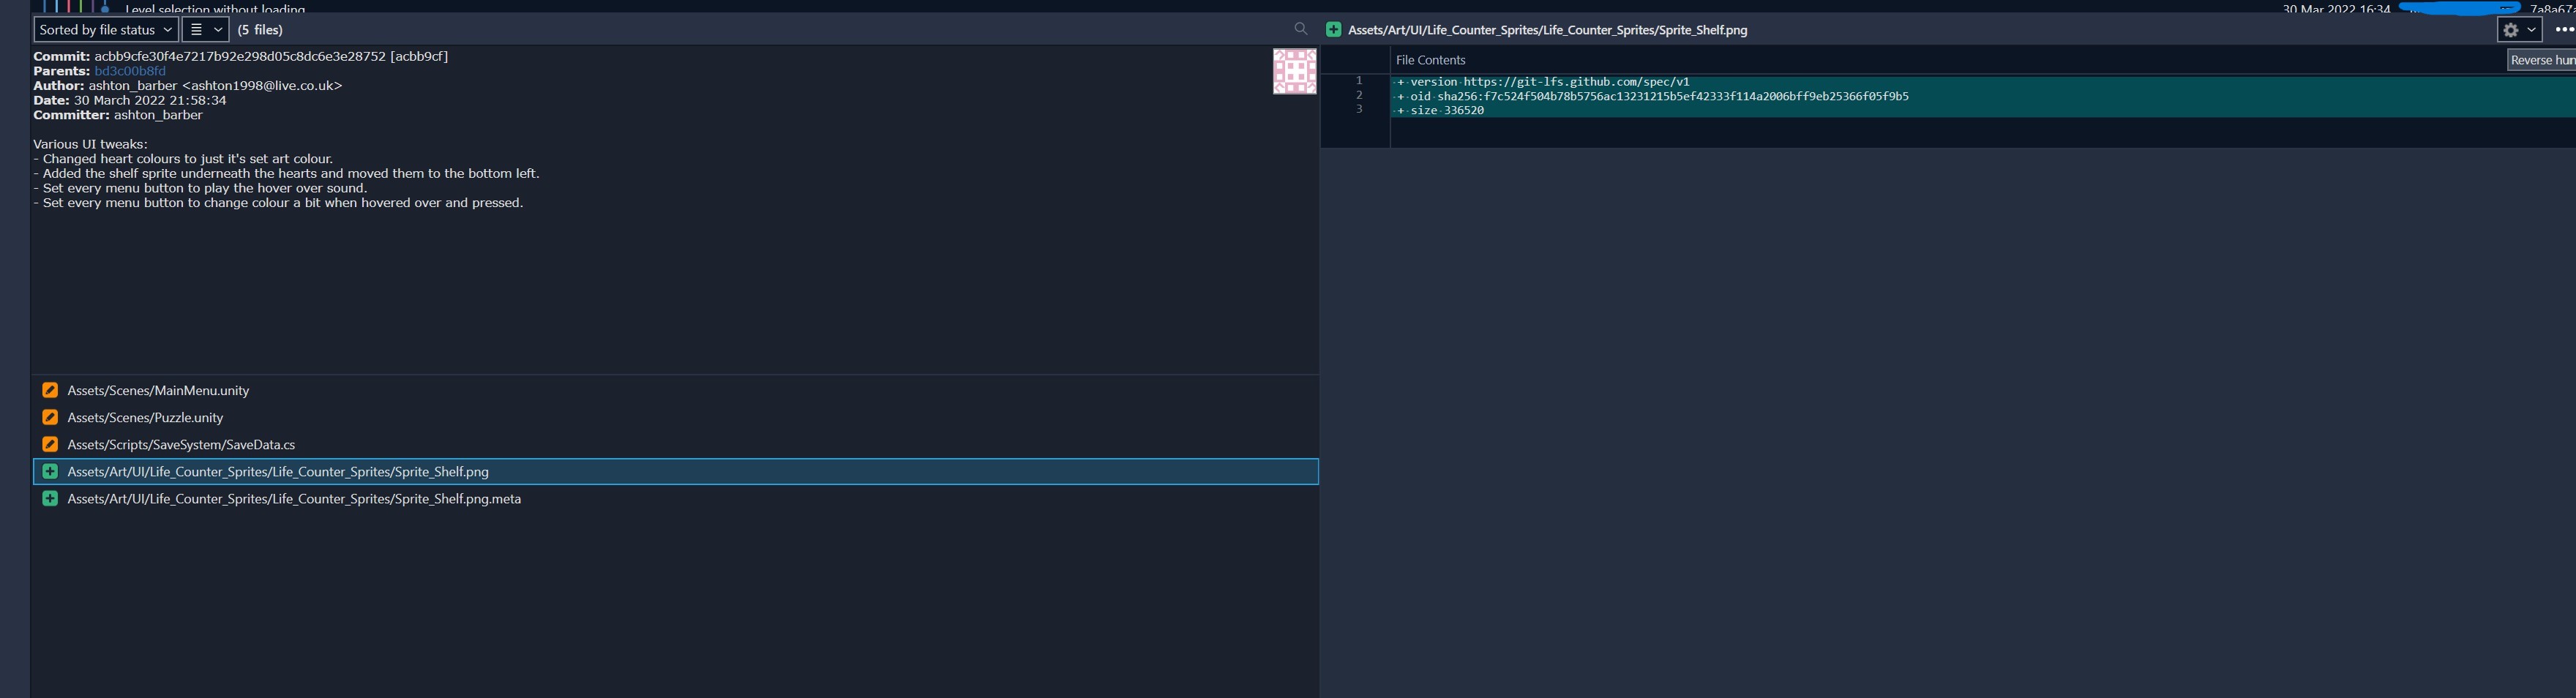 Level selection without loading
30 Mar 2022 16:34
Sorted by file status
(5 files)
Assets/Art/UI/Life_Counter_Sprites/Life_Counter_Sprites/Sprite_Shelf.png
Commit: acbb9cfe30f4e7217b92e298d05c8dc6e3e28752 [acbb9cf]
Parents: bd3c00b8fd
Author: ashton_barber <ashton1998@live.co.uk>
Date: 30 March 2022 21:58:34
Committer: ashton_barber
Various UI tweaks:
- Changed heart colours to just it's set art colour.
- Added the shelf sprite underneath the hearts and moved them to the bottom left.
- Set every menu button to play the hover over sound.
- Set every menu button to change colour a bit when hovered over and pressed.
Assets/Scenes/MainMenu.unity
Assets/Scenes/Puzzle.unity
Assets/Scripts/SaveSystem/SaveData.cs
Assets/Art/UI/Life_Counter_Sprites/Life_Counter_Sprites/Sprite_Shelf.png
Assets/Art/UI/Life_Counter_Sprites/Life_Counter_Sprites/Sprite_Shelf.png.meta
File Contents
Reverse hun
1 + version https://git-lfs.github.com/spec/v1
2 + oid sha256:f7c524f504b78b5756ac13231215b5ef42333f114a2006bff9eb25366f05f9b5
3 + size 336520